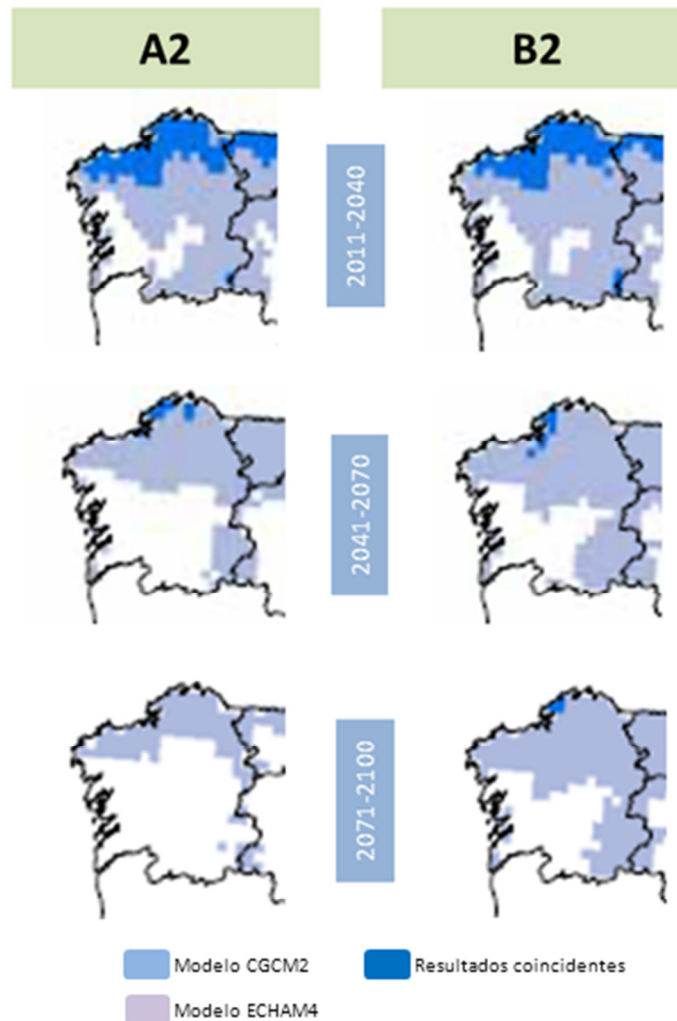 A2
B2
2011-2040
2041-2070
2071-2100
Modelo CGCM2
Resultados coincidentes
Modelo ECHAM4